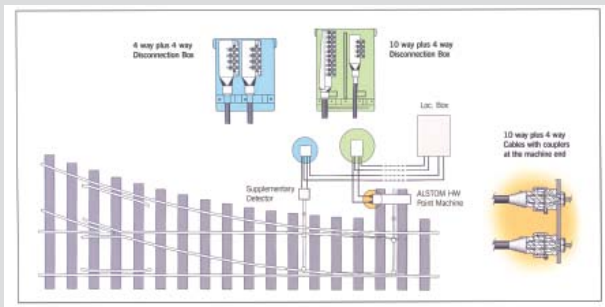 4 way plus 4 way
Disconnection Box
10 way plus 4 way
Disconnection Box
Loc. Box
10 way plus 4 way
Cables with couplers
at the machine end
Supplementary
Detector
ALSTOM HW
Point Machine